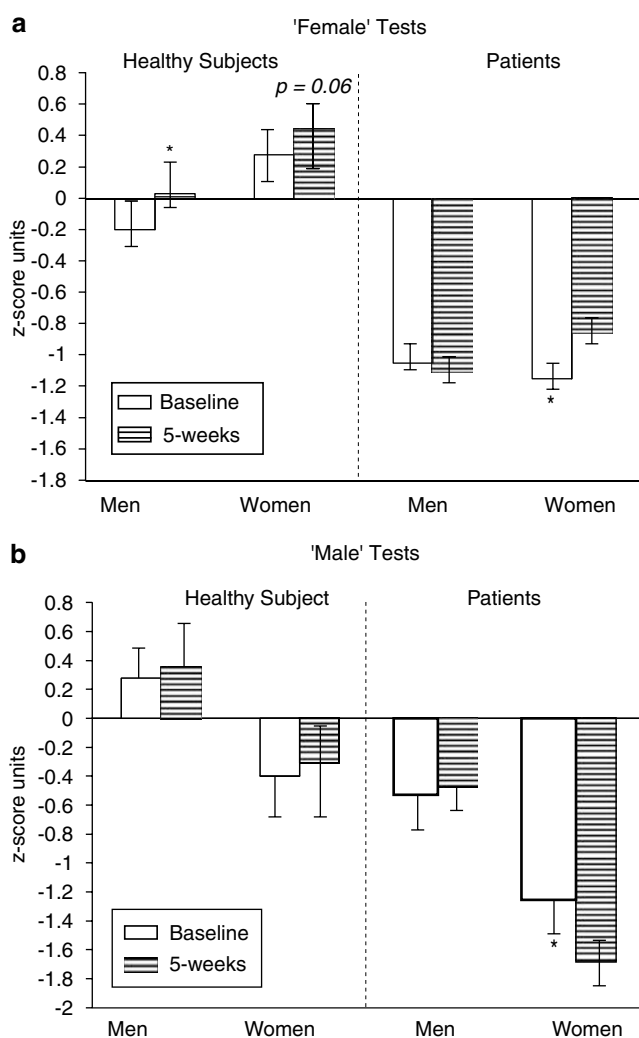 a
'Female' Tests
Healthy Subjects Patients
p = 0.06
*
*
z-score units
0.8
0.6
0.4
0.2
0
-0.2
-0.4
-0.6
-0.8
-1
-1.2
-1.4
-1.6
-1.8
Baseline
5-weeks
Men Women Men Women
b
'Male' Tests
Healthy Subject Patients
z-score units
0.8
0.6
0.4
0.2
0
-0.2
-0.4
-0.6
-0.8
-1
-1.2
-1.4
-1.6
-1.8
-2
*
Baseline
5-weeks
Men Women Men Women